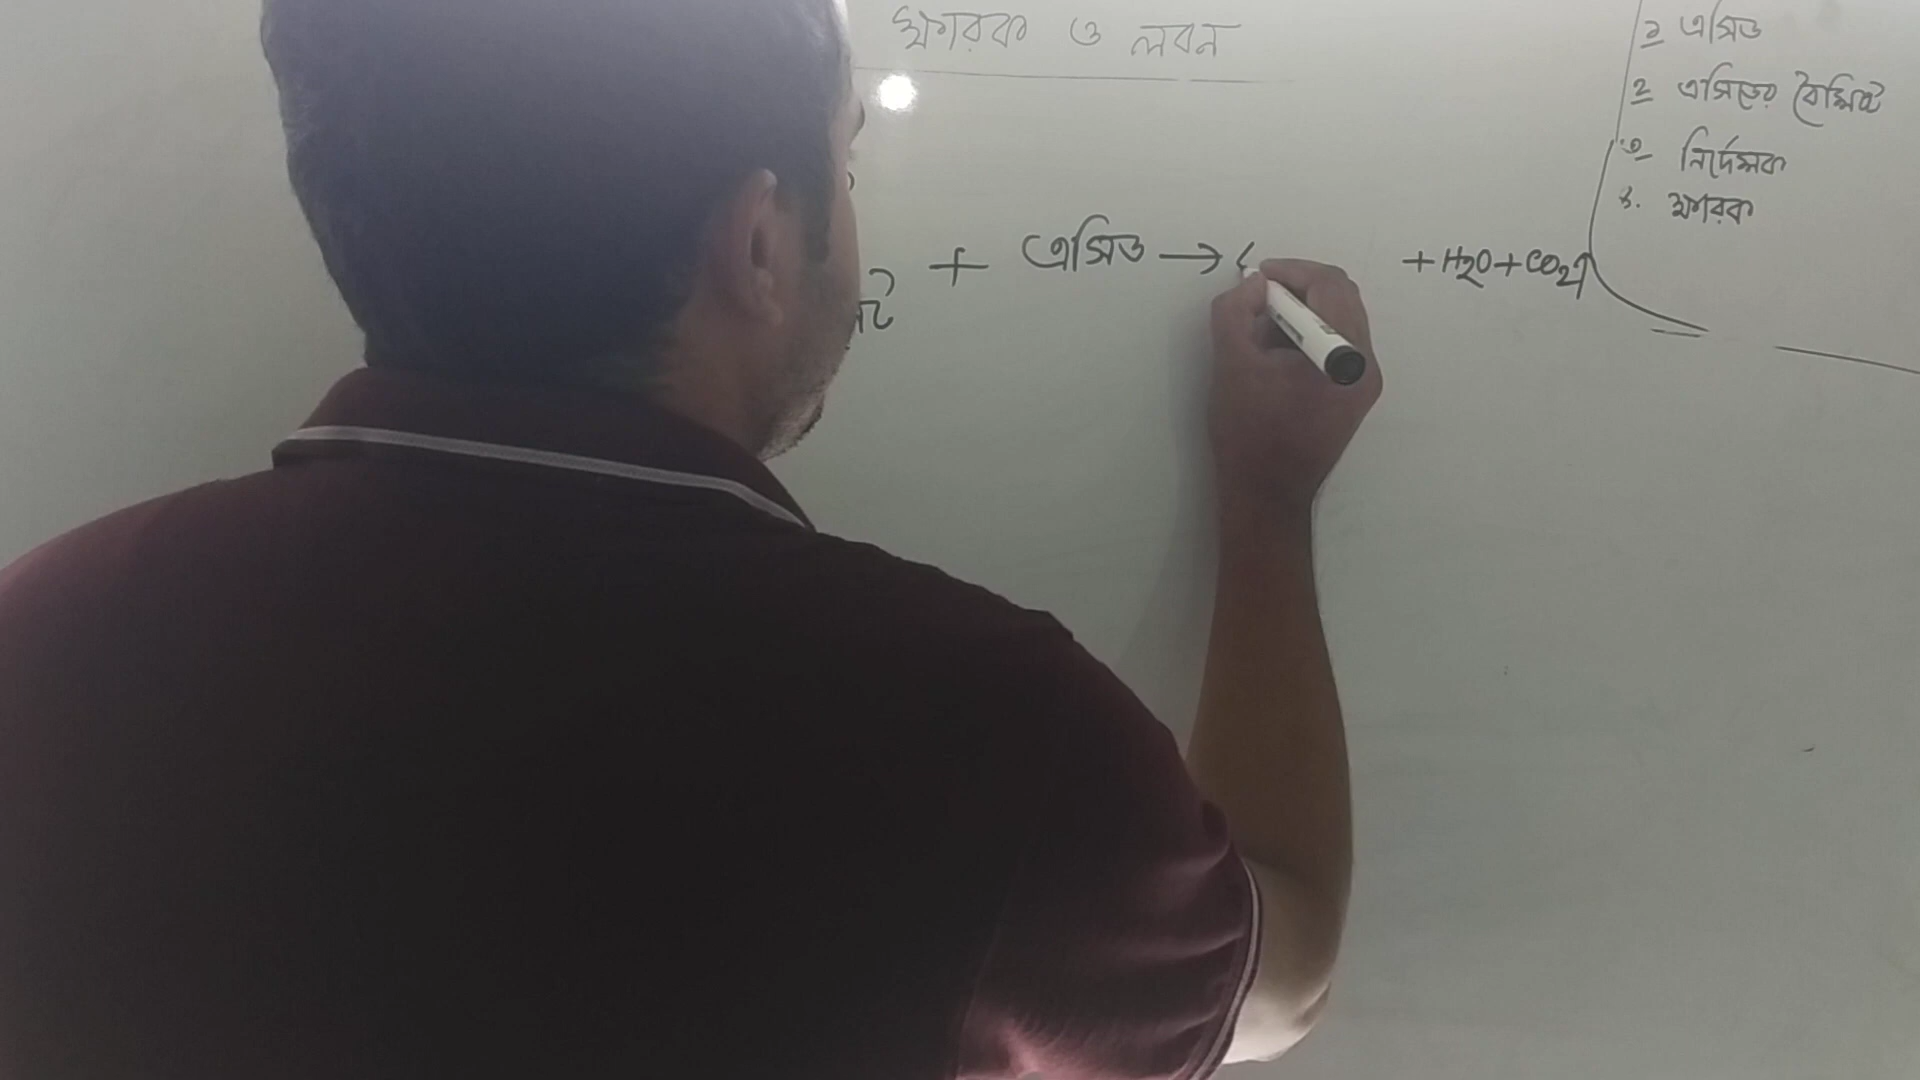 ক্ষারক ও লবন
১ এসিড
২ এসিডের বৈশিষ্ট
৩ নির্দেশক
৪. ক্ষারক
+ এসিড → + H2O + CO2↑